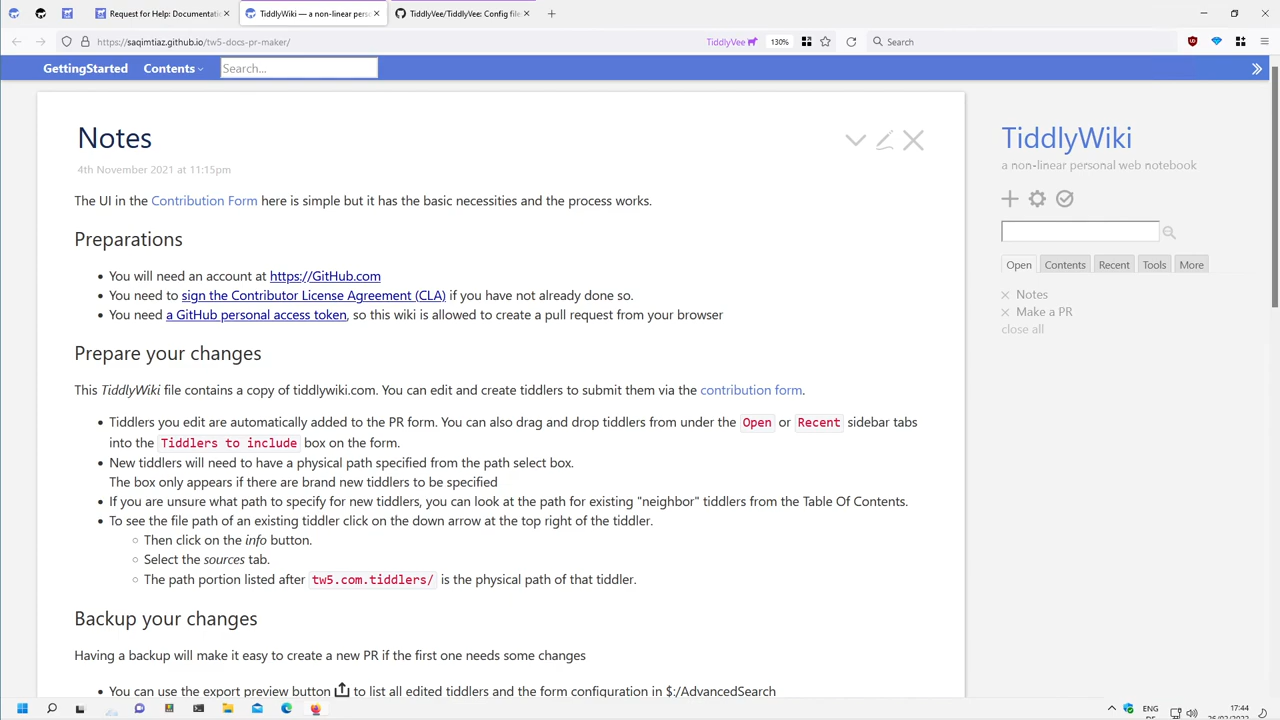 Request for Help: Documentati
TiddlyWiki — a non-linear pers
TiddlyVee/TiddlyVee: Config file
https://saqimtiaz.github.io/tw5-docs-pr-maker/
TiddlyVee
130%
Search
GettingStarted
Contents
Search...
Notes
4th November 2021 at 11:15pm
The UI in the Contribution Form here is simple but it has the basic necessities and the process works.
Preparations
• You will need an account at https://GitHub.com
• You need to sign the Contributor License Agreement (CLA) if you have not already done so.
• You need a GitHub personal access token, so this wiki is allowed to create a pull request from your browser
Prepare your changes
This TiddlyWiki file contains a copy of tiddlywiki.com. You can edit and create tiddlers to submit them via the contribution form.
• Tiddlers you edit are automatically added to the PR form. You can also drag and drop tiddlers from under the Open or Recent sidebar tabs
into the Tiddlers to include box on the form.
• New tiddlers will need to have a physical path specified from the path select box.
The box only appears if there are brand new tiddlers to be specified
• If you are unsure what path to specify for new tiddlers, you can look at the path for existing "neighbor" tiddlers from the Table Of Contents.
• To see the file path of an existing tiddler click on the down arrow at the top right of the tiddler.
◦ Then click on the info button.
◦ Select the sources tab.
◦ The path portion listed after tw5.com.tiddlers/ is the physical path of that tiddler.
Backup your changes
Having a backup will make it easy to create a new PR if the first one needs some changes
• You can use the export preview button to list all edited tiddlers and the form configuration in $:/AdvancedSearch
TiddlyWiki
a non-linear personal web notebook
Open
Contents
Recent
Tools
More
Notes
Make a PR
close all
ENG
17:44